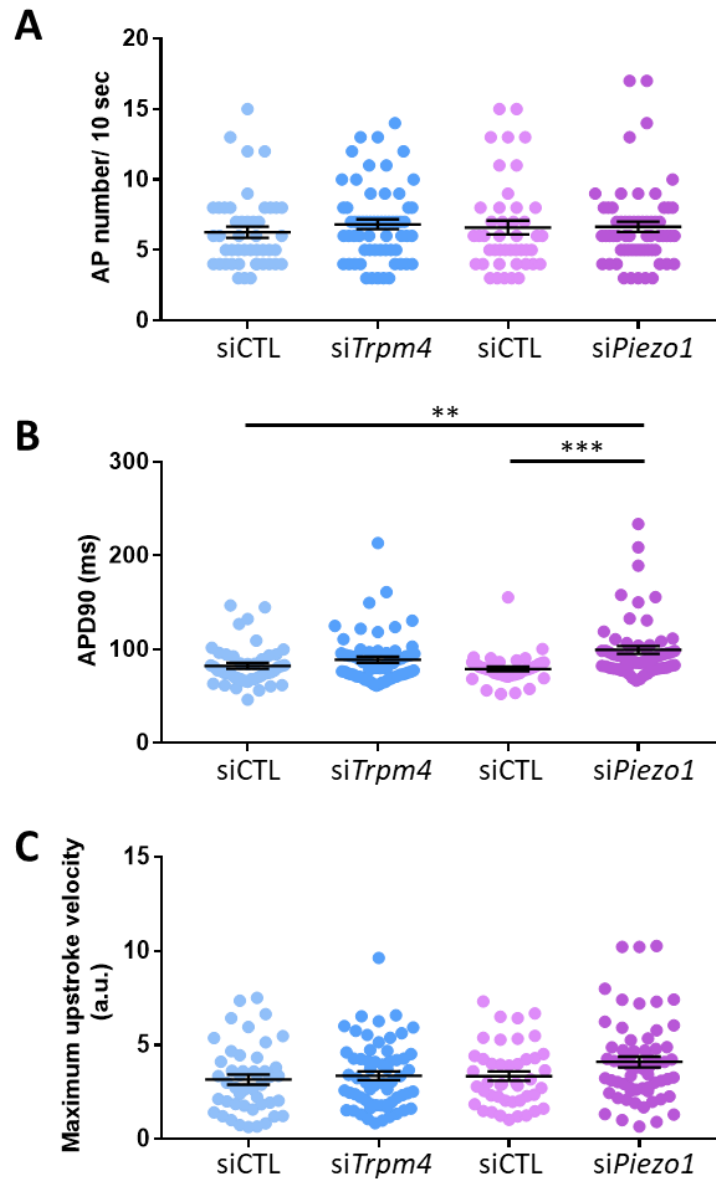 A
AP number/ 10 sec
20
15
10
5
0
siCTL siTrpm4 siCTL siPiezo1
B
**
***
APD90 (ms)
300
200
100
0
siCTL siTrpm4 siCTL siPiezo1
C
Maximum upstroke velocity
(a.u.)
15
10
5
0
siCTL siTrpm4 siCTL siPiezo1